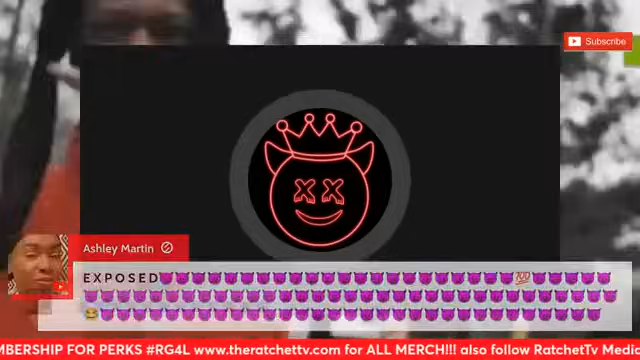 Subscribe
Ashley Martin
EXPOSED😈😈😈😈😈😈😈😈😈😈😈😈😈😈😈😈😈😈😈😈😈😈💯😈😈😈😈😈
😈😈😈😈😈😈😈😈😈😈😈😈😈😈😈😈😈😈😈😈😈😈😈😈😈😈😈😈😈😈😈😈😈
😂😈😈😈😈😈😈😈😈😈😈😈😈😈😈😈😈😈😈😈😈😈😈😈😈😈😈😈😈😈😈😈
MBERSHIP FOR PERKS #RG4L www.theratchettv.com for ALL MERCH!!! also follow RatchetTv Medi